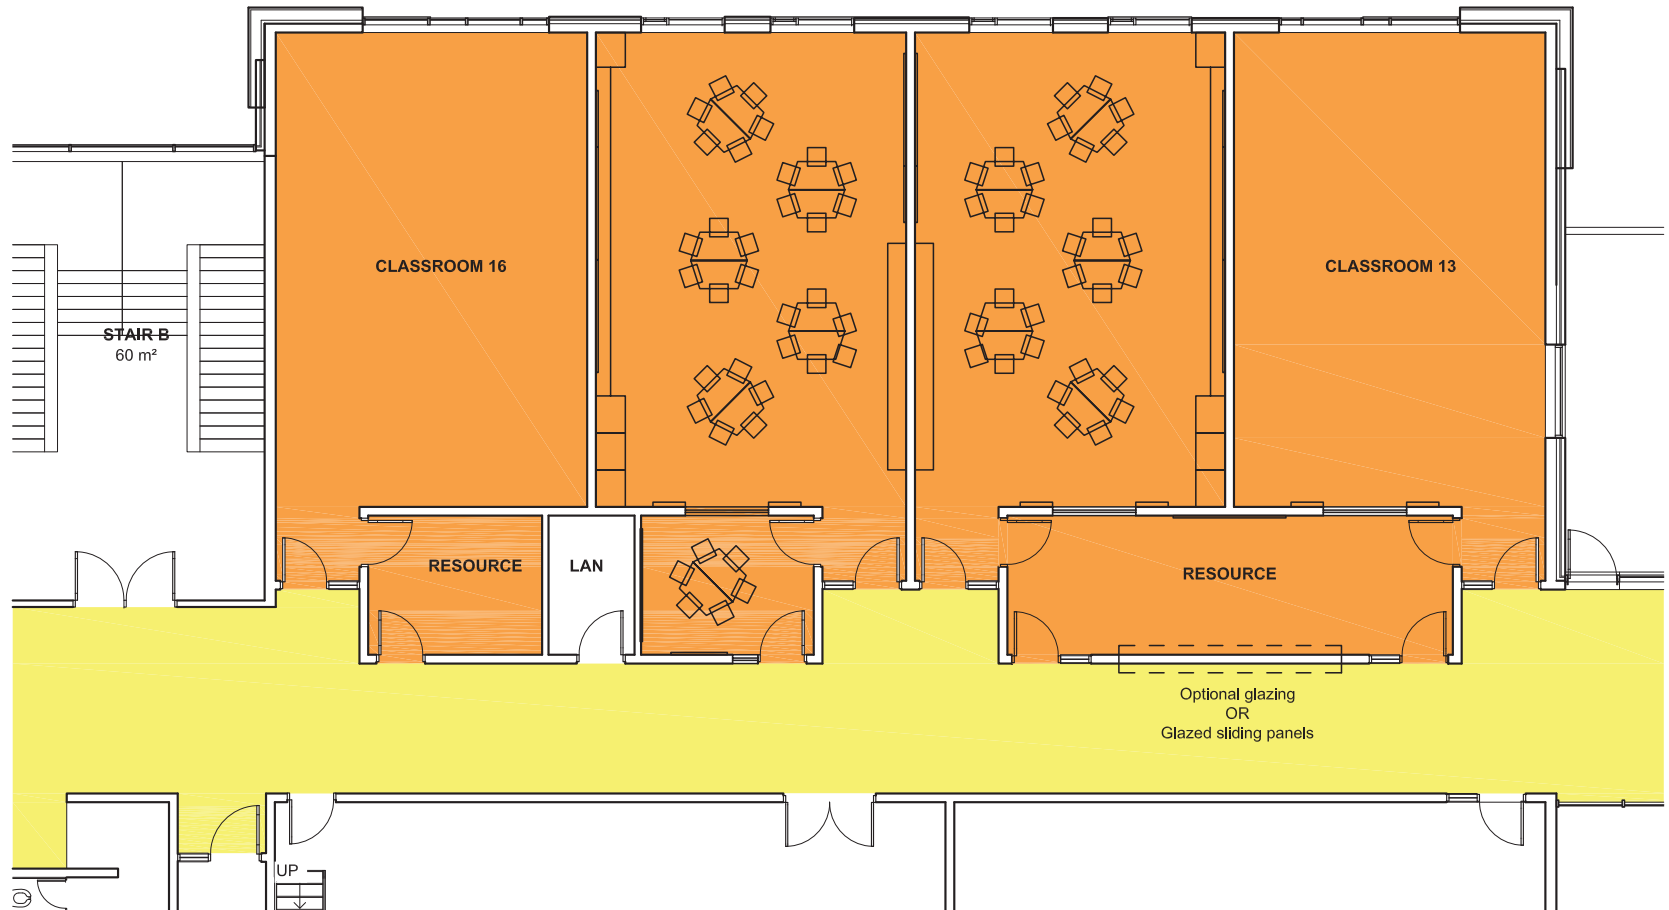 CLASSROOM 16
CLASSROOM 13
STAIR B
60 m²
RESOURCE
LAN
RESOURCE
Optional glazing
OR
Glazed sliding panels
UP